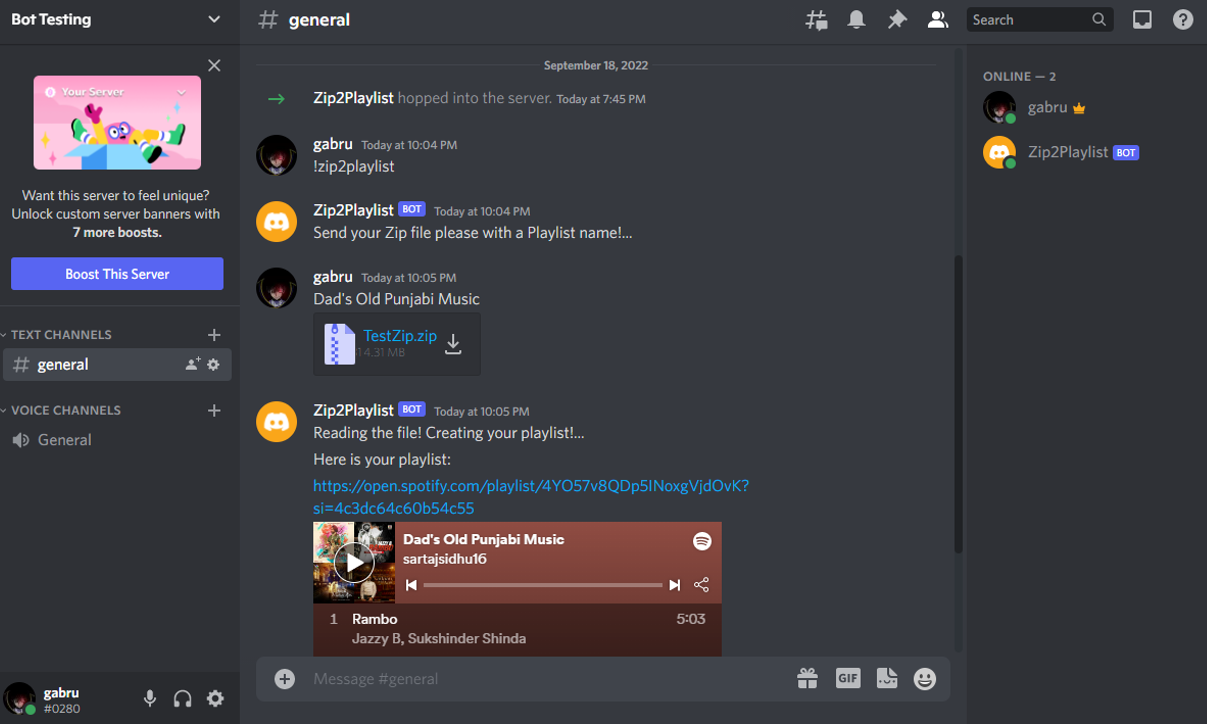 Bot Testing
general
Search
Your Server
Want this server to feel unique?
Unlock custom server banners with
7 more boosts.
Boost This Server
TEXT CHANNELS
general
VOICE CHANNELS
General
gabru
#0280
September 18, 2022
Zip2Playlist hopped into the server. Today at 7:45 PM
gabru Today at 10:04 PM
!zip2playlist
Zip2Playlist BOT Today at 10:04 PM
Send your Zip file please with a Playlist name!...
gabru Today at 10:05 PM
Dad's Old Punjabi Music
TestZip.zip
14.31 MB
Zip2Playlist BOT Today at 10:05 PM
Reading the file! Creating your playlist!...
Here is your playlist:
https://open.spotify.com/playlist/4YO57v8QDp5INoxgVjdOvK?
si=4c3dc64c60b54c55
Dad's Old Punjabi Music
sartajsidhu16
1 Rambo 5:03
Jazzy B, Sukshinder Shinda
Message #general
GIF
ONLINE — 2
gabru
Zip2Playlist BOT